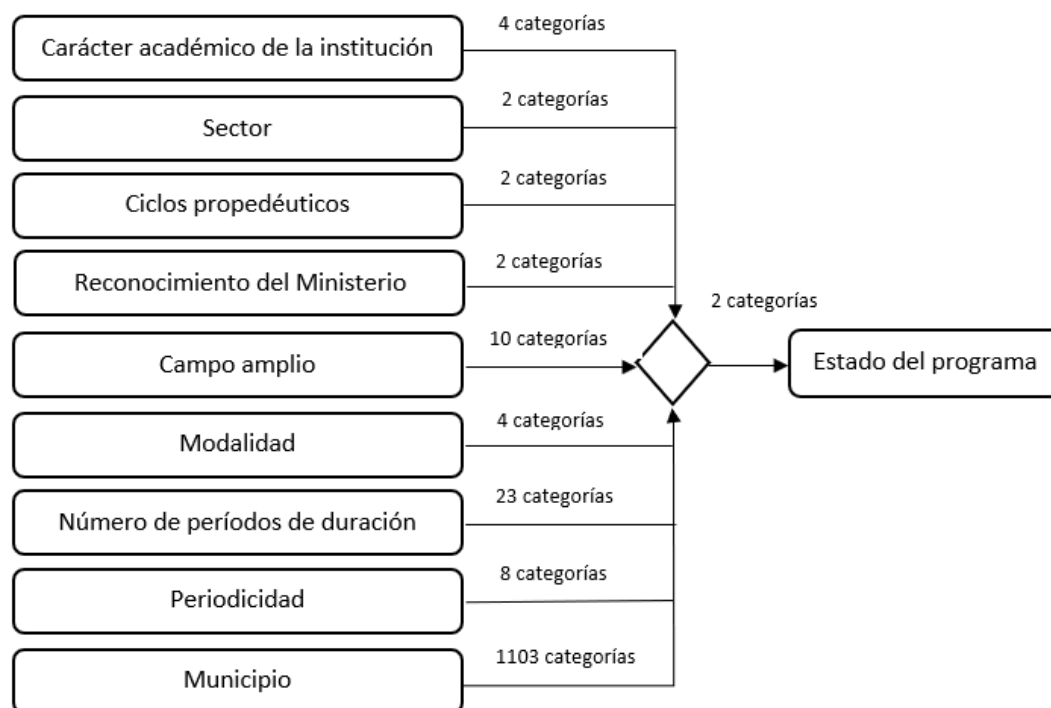 4 categorías
Carácter académico de la institución
2 categorías
Sector
2 categorías
Ciclos propedéuticos
2 categorías
Reconocimiento del Ministerio
2 categorías
10 categorías
Campo amplio
Estado del programa
4 categorías
Modalidad
23 categorías
Número de períodos de duración
8 categorías
Periodicidad
1103 categorías
Municipio